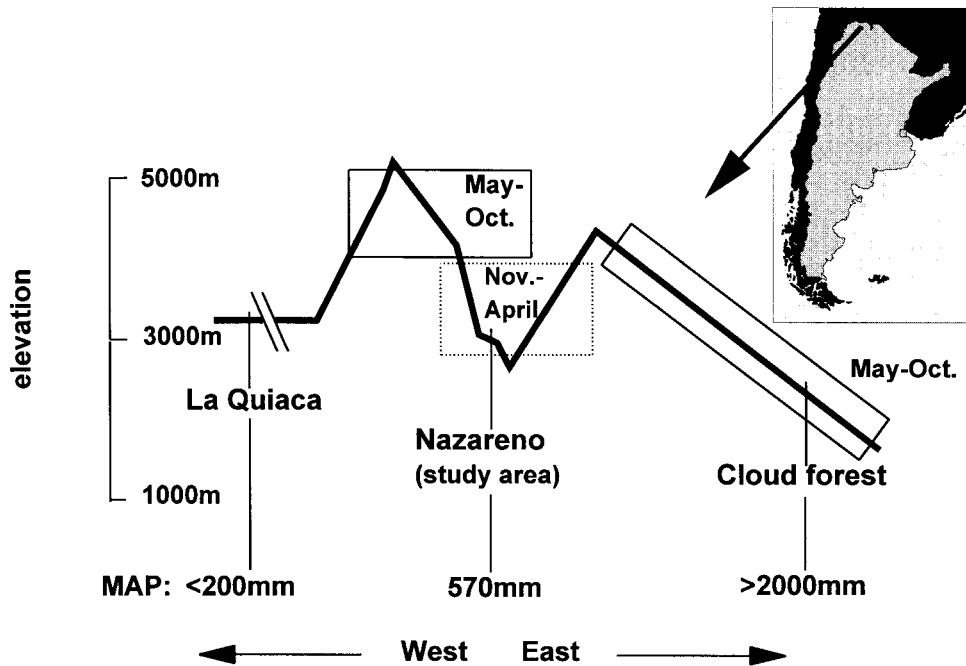 elevation
5000m
3000m
1000m
May-
Oct.
Nov.-
April
May-Oct.
La Quiaca
Nazareno
(study area)
Cloud forest
MAP: <200mm 570mm >2000mm
West East